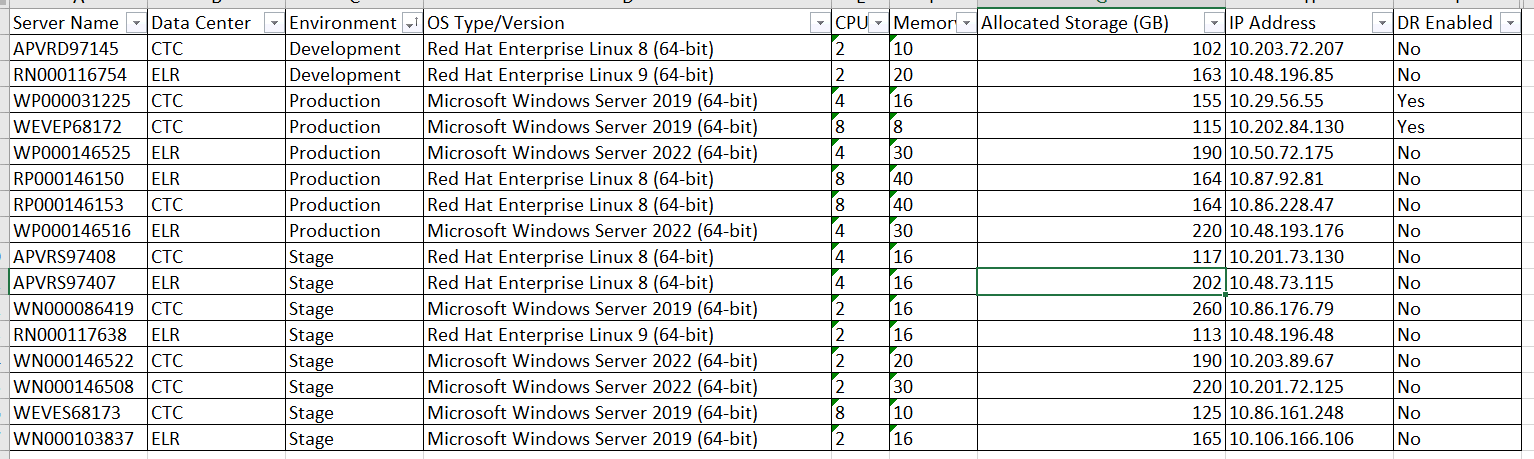 Server Name Data Center Environment OS Type/Version CPU Memor Allocated Storage (GB) IP Address DR Enabled
APVRD97145 CTC Development Red Hat Enterprise Linux 8 (64-bit) 2 10 102 10.203.72.207 No
RN000116754 ELR Development Red Hat Enterprise Linux 9 (64-bit) 2 20 163 10.48.196.85 No
WP000031225 CTC Production Microsoft Windows Server 2019 (64-bit) 4 16 155 10.29.56.55 Yes
WEVEP68172 CTC Production Microsoft Windows Server 2019 (64-bit) 8 8 115 10.202.84.130 Yes
WP000146525 ELR Production Microsoft Windows Server 2022 (64-bit) 4 30 190 10.50.72.175 No
RP000146150 ELR Production Red Hat Enterprise Linux 8 (64-bit) 8 40 164 10.87.92.81 No
RP000146153 CTC Production Red Hat Enterprise Linux 8 (64-bit) 8 40 164 10.86.228.47 No
WP000146516 ELR Production Microsoft Windows Server 2022 (64-bit) 4 30 220 10.48.193.176 No
APVRS97408 CTC Stage Red Hat Enterprise Linux 8 (64-bit) 4 16 117 10.201.73.130 No
APVRS97407 ELR Stage Red Hat Enterprise Linux 8 (64-bit) 4 16 202 10.48.73.115 No
WN000086419 CTC Stage Microsoft Windows Server 2019 (64-bit) 2 16 260 10.86.176.79 No
RN000117638 ELR Stage Red Hat Enterprise Linux 9 (64-bit) 2 16 113 10.48.196.48 No
WN000146522 CTC Stage Microsoft Windows Server 2022 (64-bit) 2 20 190 10.203.89.67 No
WN000146508 CTC Stage Microsoft Windows Server 2022 (64-bit) 2 30 220 10.201.72.125 No
WEVES68173 CTC Stage Microsoft Windows Server 2019 (64-bit) 8 10 125 10.86.161.248 No
WN000103837 ELR Stage Microsoft Windows Server 2019 (64-bit) 2 16 165 10.106.166.106 No